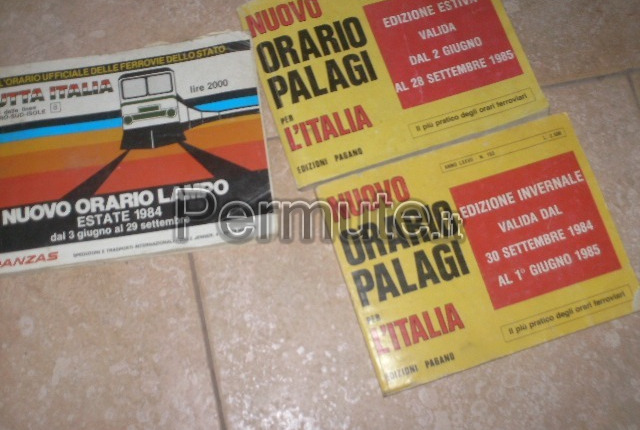 L'ORARIO UFFICIALE DELLE FERROVIE DELLO STATO
TUTTA ITALIA
lire 2000
NUOVO ORARIO LAMPO
ESTATE 1984
dal 3 giugno al 29 settembre
DANZAS
NUOVO
ORARIO
PALAGI
PER
L'ITALIA
EDIZIONI PAGANO
EDIZIONE ESTIVA
VALIDA
DAL 2 GIUGNO
AL 28 SETTEMBRE 1985
Il più pratico degli orari ferroviari
NUOVO
ORARIO
PALAGI
PER
L'ITALIA
EDIZIONI PAGANO
EDIZIONE INVERNALE
VALIDA DAL
30 SETTEMBRE 1984
AL 1° GIUGNO 1985
Il più pratico degli orari ferroviari
Permute.it